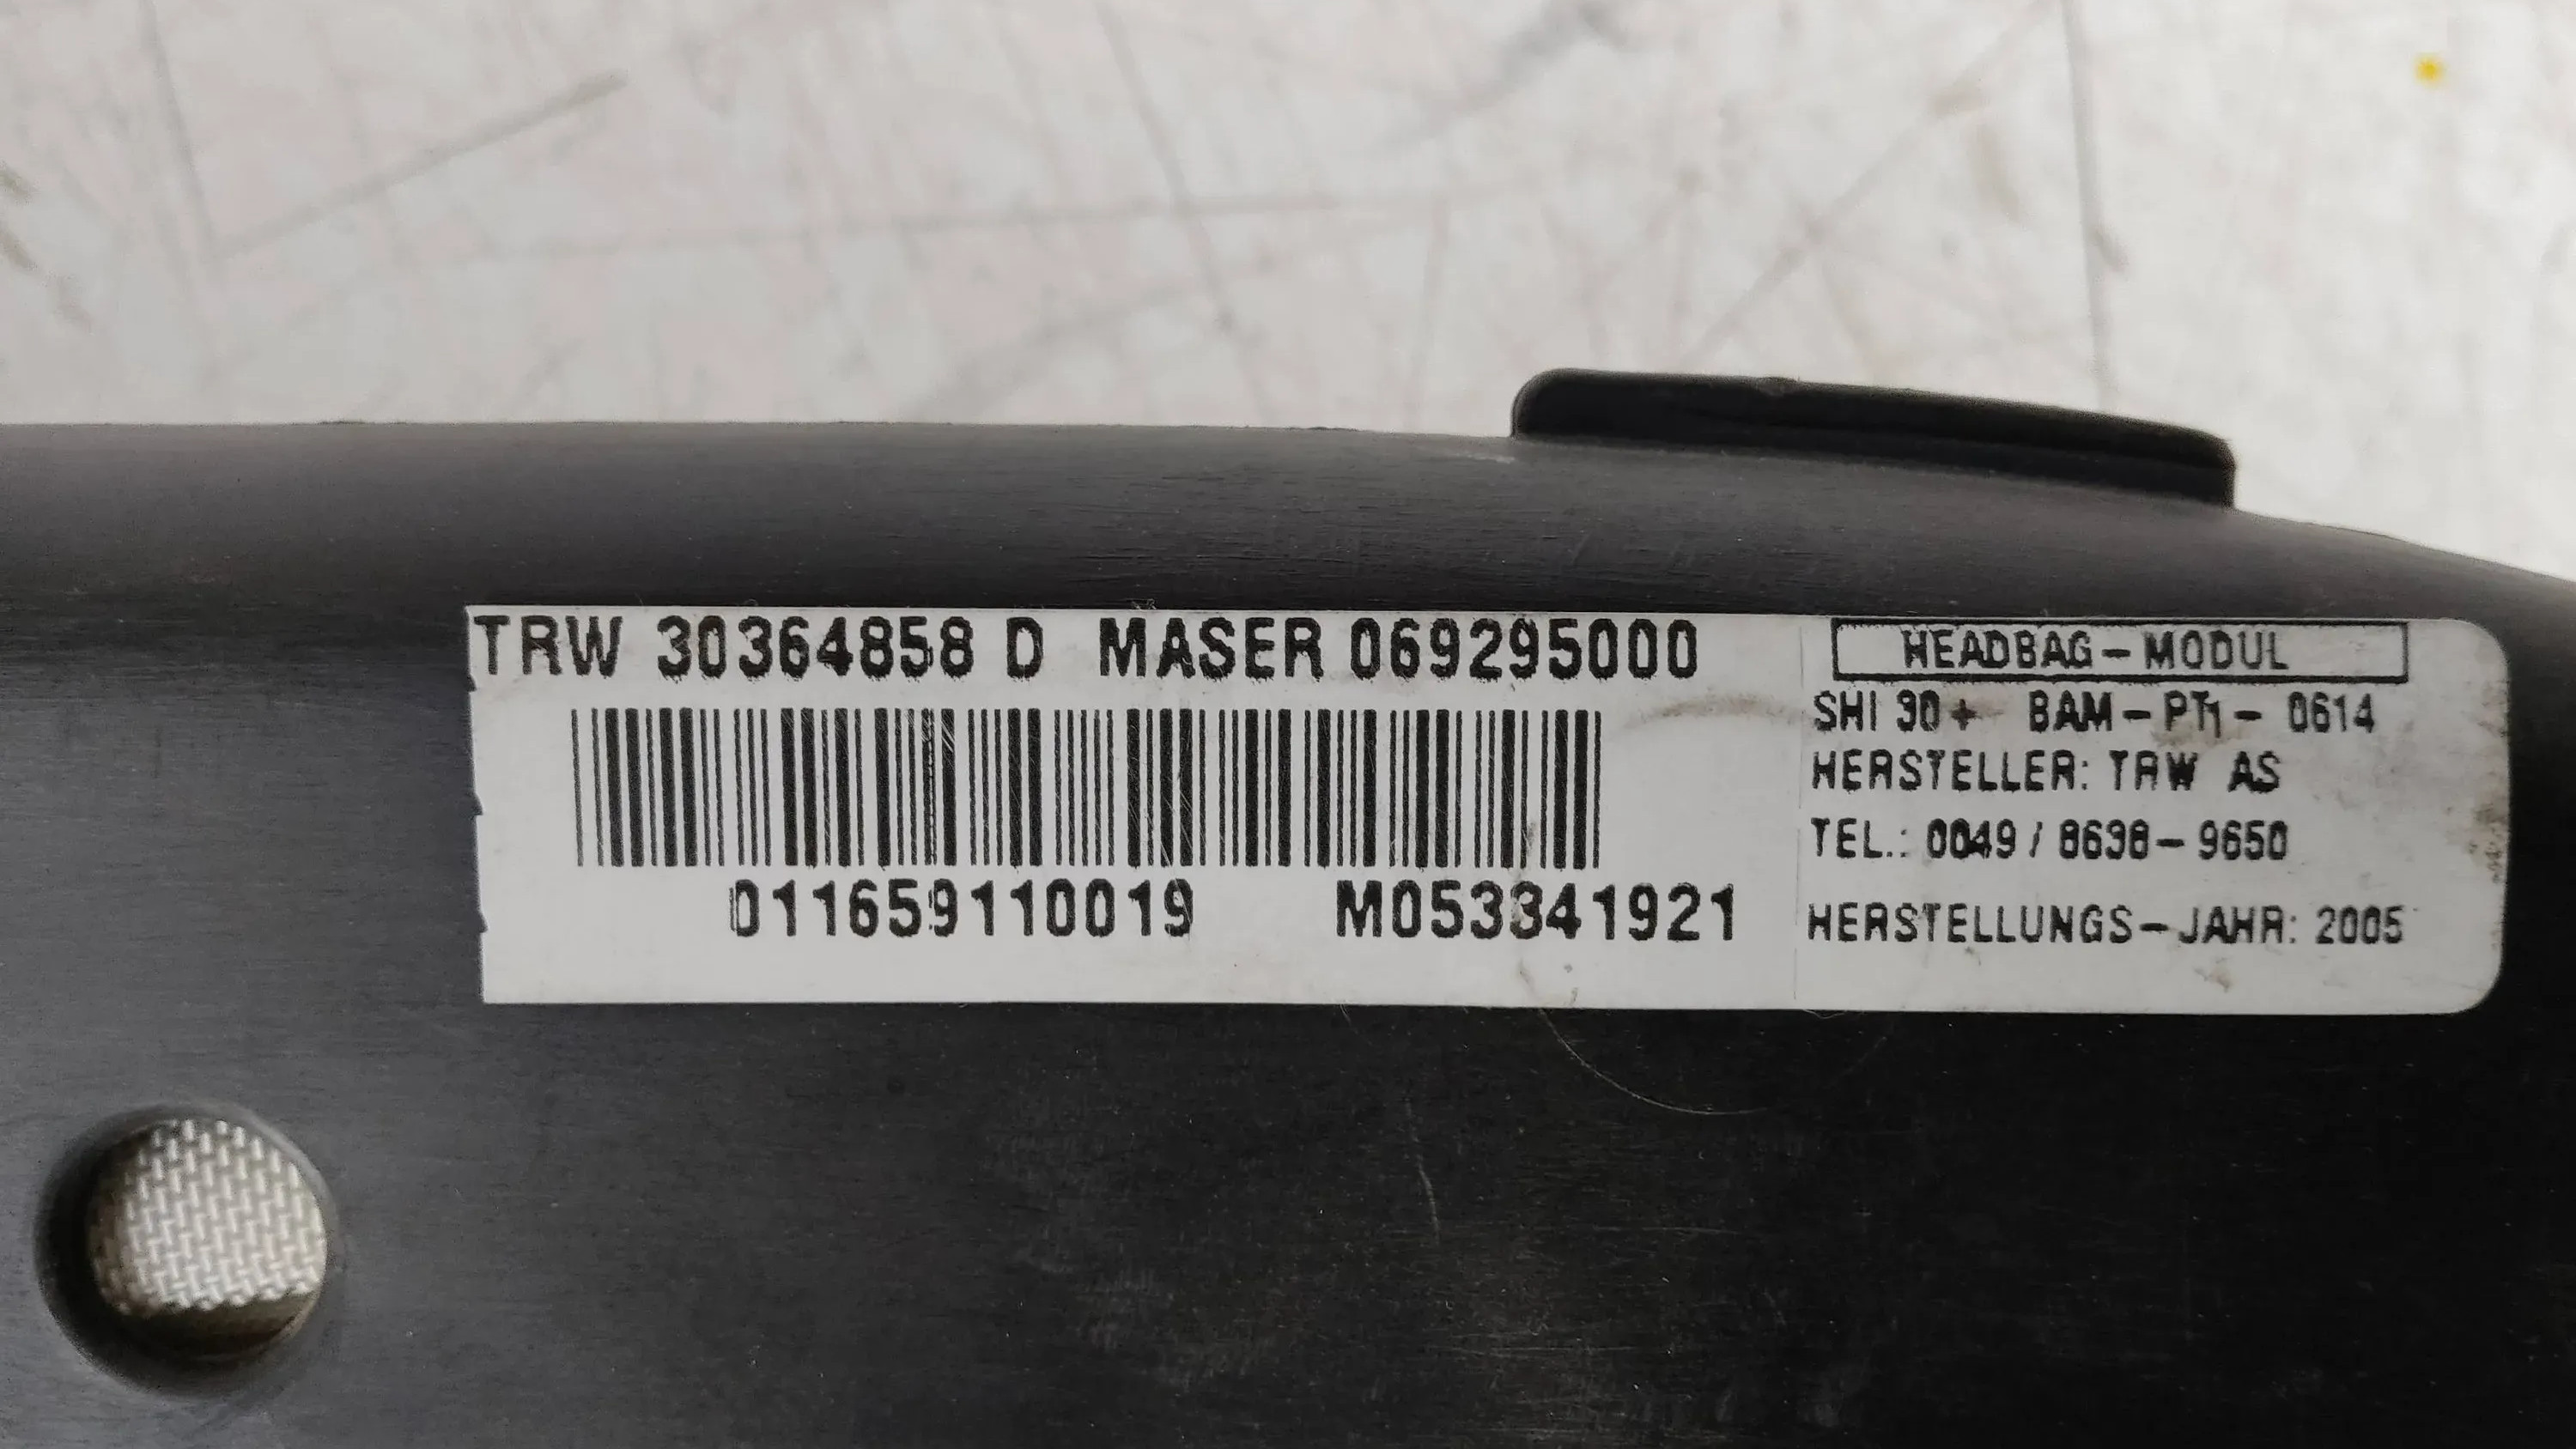 TRW 30364858 D MASER 069295000
011659110019 M053341921
HEADBAG-MODUL
SHI 90+ BAM-PT1-0614
HERSTELLER: TRW AS
TEL.: 0049/8638-9650
HERSTELLUNGS-JAHR: 2005